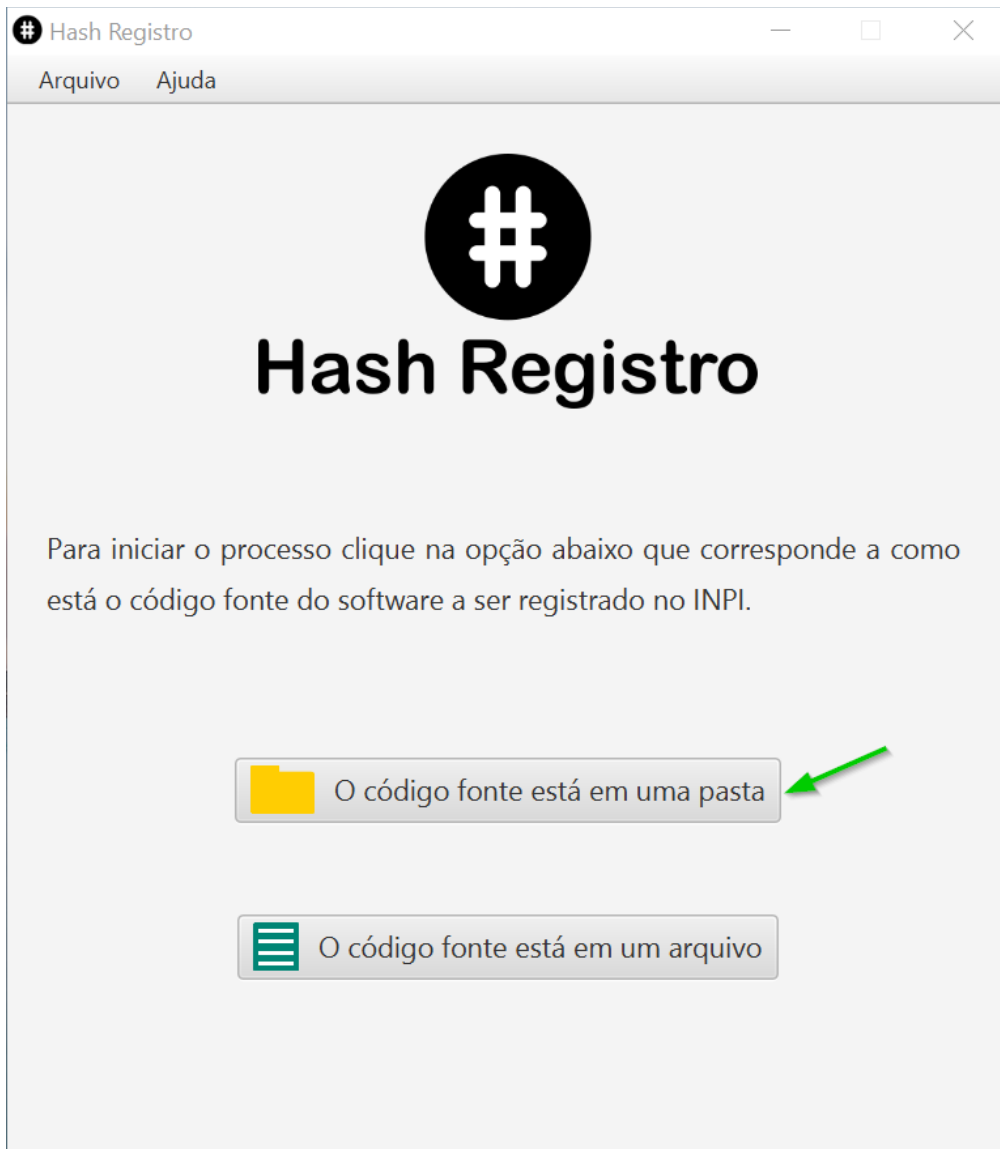 Hash Registro
Arquivo Ajuda
Hash Registro
Para iniciar o processo clique na opção abaixo que corresponde a como
está o código fonte do software a ser registrado no INPI.
O código fonte está em uma pasta
O código fonte está em um arquivo